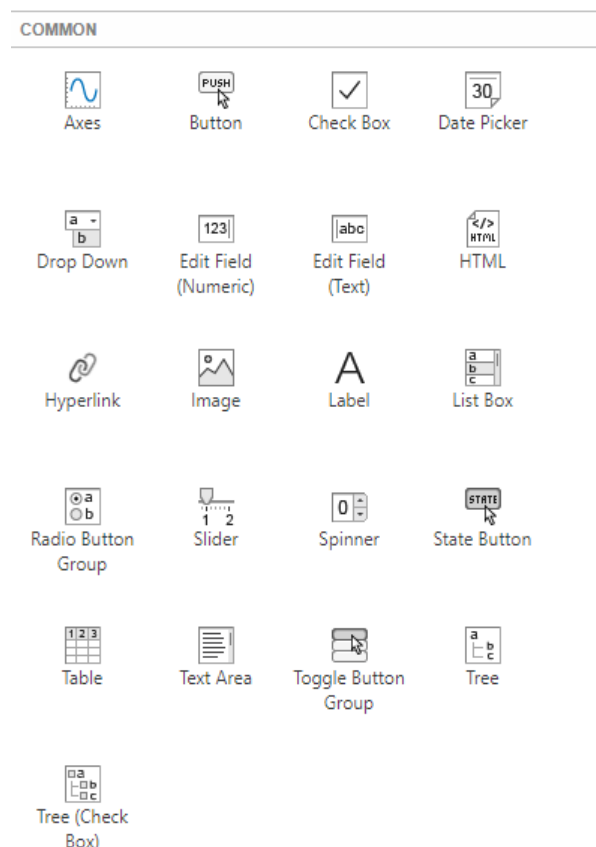 COMMON
PUSH
30
Axes
Button
Check Box
Date Picker
a
b
123
abc
</>
HTML
Drop Down
Edit Field
(Numeric)
Edit Field
(Text)
HTML
A
a
b
c
Hyperlink
Image
Label
List Box
a
b
1 2
0
STATE
Radio Button
Group
Slider
Spinner
State Button
1 2 3
a
b
c
Table
Text Area
Toggle Button
Group
Tree
a
b
c
Tree (Check
Box)